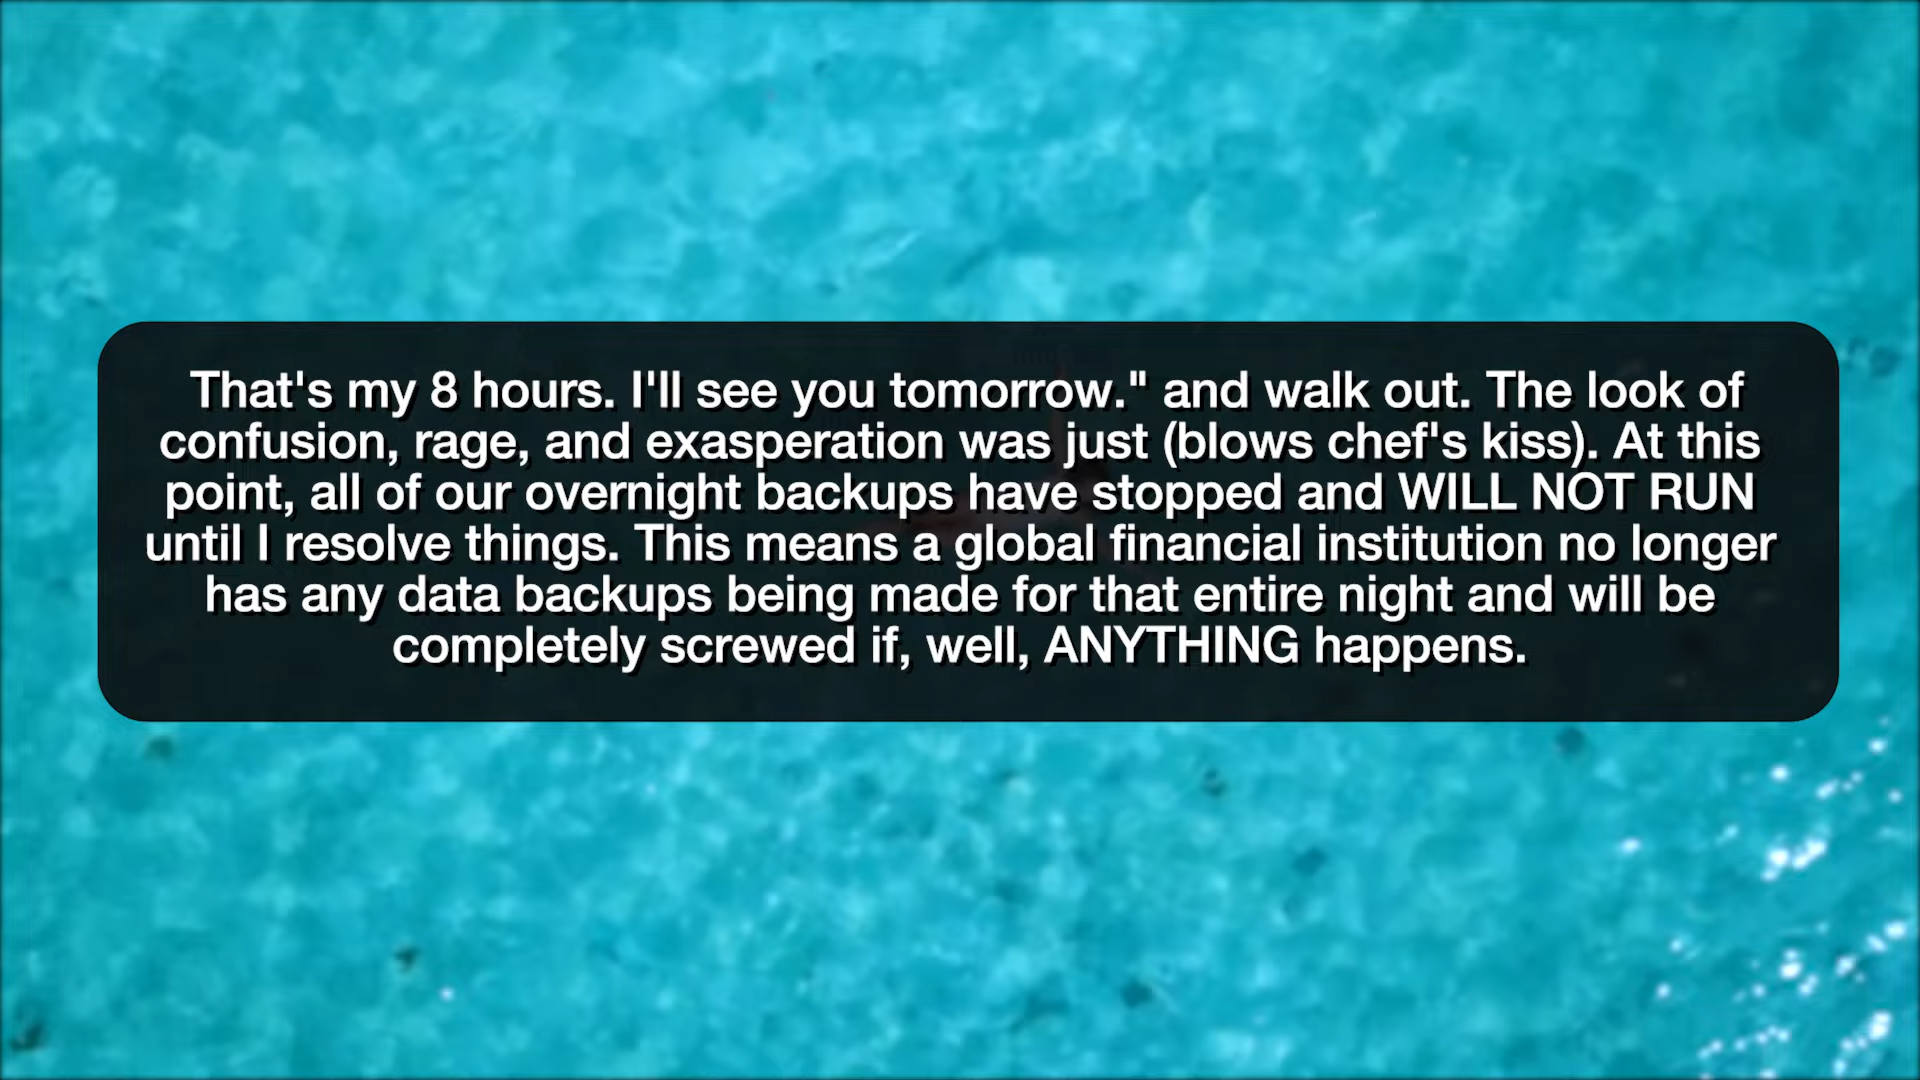 That's my 8 hours. I'll see you tomorrow." and walk out. The look of
confusion, rage, and exasperation was just (blows chef's kiss). At this
point, all of our overnight backups have stopped and WILL NOT RUN
until I resolve things. This means a global financial institution no longer
has any data backups being made for that entire night and will be
completely screwed if, well, ANYTHING happens.